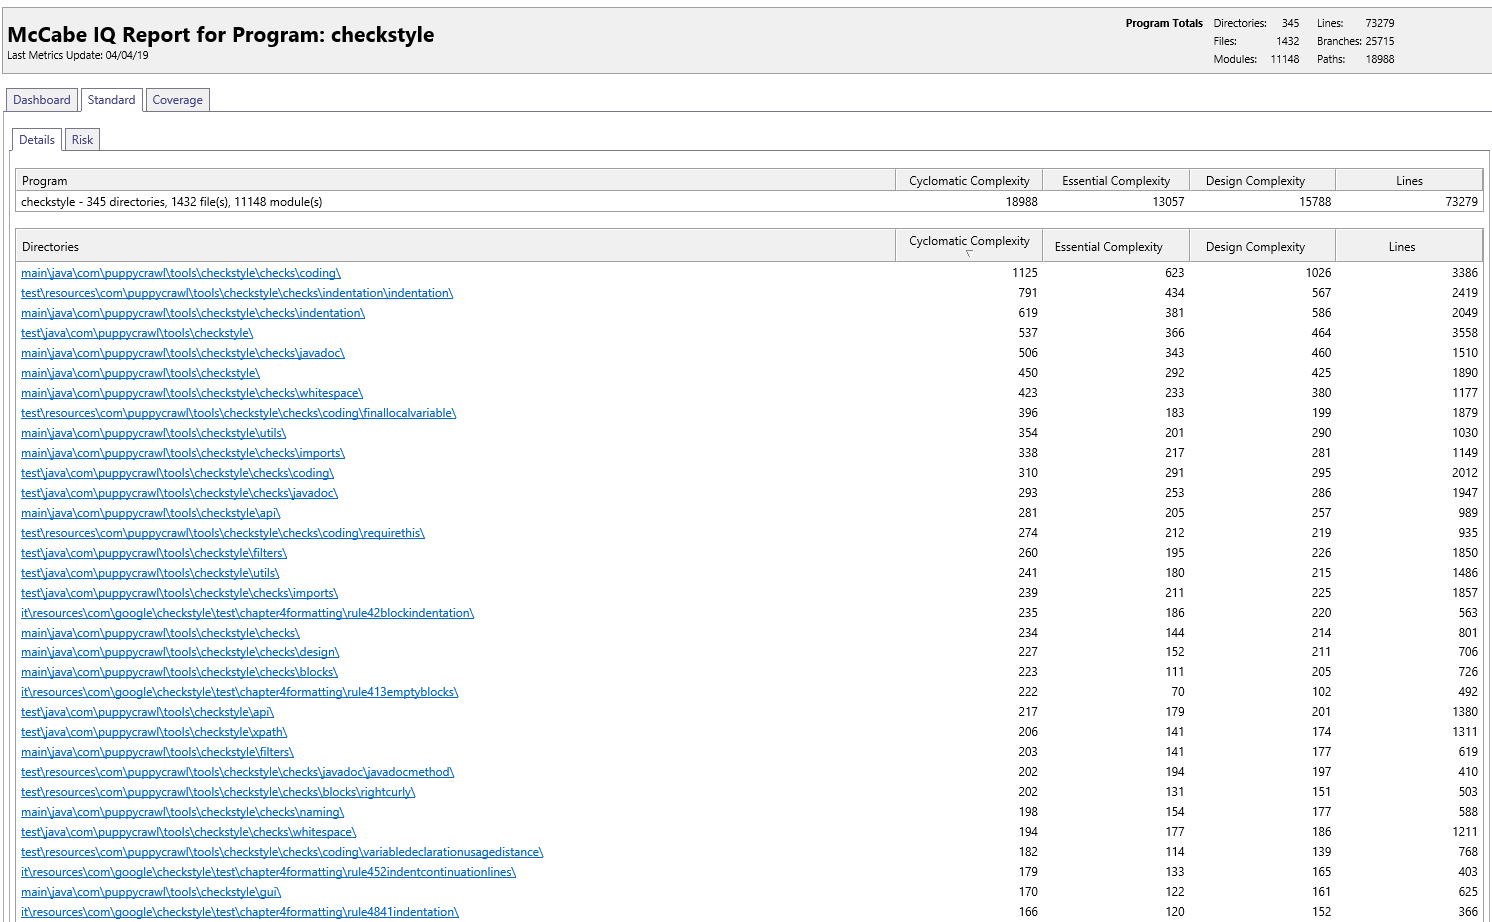 McCabe IQ Report for Program: checkstyle
Last Metrics Update: 04/04/19
Program Totals Directories: 345 Lines: 73279
Files: 1432 Branches: 25715
Modules: 11148 Paths: 18988
Dashboard Standard Coverage
Details Risk
Program Cyclomatic Complexity Essential Complexity Design Complexity Lines
checkstyle - 345 directories, 1432 file(s), 11148 module(s) 18988 13057 15788 73279
Directories Cyclomatic Complexity Essential Complexity Design Complexity Lines
main\java\com\puppycrawl\tools\checkstyle\checks\coding\ 1125 623 1026 3386
test\resources\com\puppycrawl\tools\checkstyle\checks\indentation\indentation\ 791 434 567 2419
main\java\com\puppycrawl\tools\checkstyle\checks\indentation\ 619 381 586 2049
test\java\com\puppycrawl\tools\checkstyle\ 537 366 464 3558
main\java\com\puppycrawl\tools\checkstyle\checks\javadoc\ 506 343 460 1510
main\java\com\puppycrawl\tools\checkstyle\ 450 292 425 1890
main\java\com\puppycrawl\tools\checkstyle\checks\whitespace\ 423 233 380 1177
test\resources\com\puppycrawl\tools\checkstyle\checks\coding\finallocalvariable\ 396 183 199 1879
main\java\com\puppycrawl\tools\checkstyle\utils\ 354 201 290 1030
main\java\com\puppycrawl\tools\checkstyle\checks\imports\ 338 217 281 1149
test\java\com\puppycrawl\tools\checkstyle\checks\coding\ 310 291 295 2012
test\java\com\puppycrawl\tools\checkstyle\checks\javadoc\ 293 253 286 1947
main\java\com\puppycrawl\tools\checkstyle\api\ 281 205 257 989
test\resources\com\puppycrawl\tools\checkstyle\checks\coding\requirethis\ 274 212 219 935
test\java\com\puppycrawl\tools\checkstyle\filters\ 260 195 226 1850
test\java\com\puppycrawl\tools\checkstyle\utils\ 241 180 215 1486
test\java\com\puppycrawl\tools\checkstyle\checks\imports\ 239 211 225 1857
it\resources\com\google\checkstyle\test\chapter4formatting\rule42blockindentation\ 235 186 220 563
main\java\com\puppycrawl\tools\checkstyle\checks\ 234 144 214 801
main\java\com\puppycrawl\tools\checkstyle\checks\design\ 227 152 211 706
main\java\com\puppycrawl\tools\checkstyle\checks\blocks\ 223 111 205 726
it\resources\com\google\checkstyle\test\chapter4formatting\rule413emptyblocks\ 222 70 102 492
test\java\com\puppycrawl\tools\checkstyle\api\ 217 179 201 1380
test\java\com\puppycrawl\tools\checkstyle\xpath\ 206 141 174 1311
main\java\com\puppycrawl\tools\checkstyle\filters\ 203 141 177 619
test\resources\com\puppycrawl\tools\checkstyle\checks\javadoc\javadocmethod\ 202 194 197 410
test\resources\com\puppycrawl\tools\checkstyle\checks\blocks\rightcurly\ 202 131 151 503
main\java\com\puppycrawl\tools\checkstyle\checks\naming\ 198 154 177 588
test\java\com\puppycrawl\tools\checkstyle\checks\whitespace\ 194 177 186 1211
test\resources\com\puppycrawl\tools\checkstyle\checks\coding\variabledeclarationusagedistance\ 182 114 139 768
it\resources\com\google\checkstyle\test\chapter4formatting\rule452indentcontinuationlines\ 179 133 165 403
main\java\com\puppycrawl\tools\checkstyle\gui\ 170 122 161 625
it\resources\com\google\checkstyle\test\chapter4formatting\rule4841indentation\ 166 120 152 366